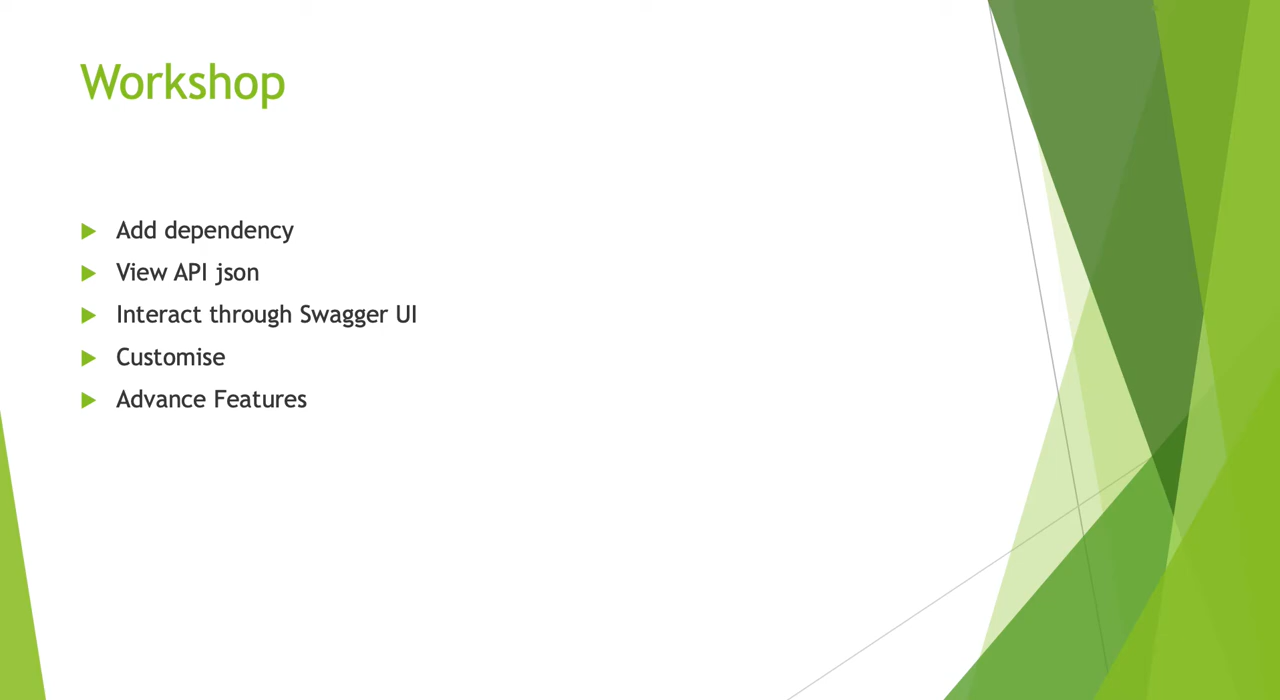 Workshop
Add dependency
View API json
Interact through Swagger UI
Customise
Advance Features